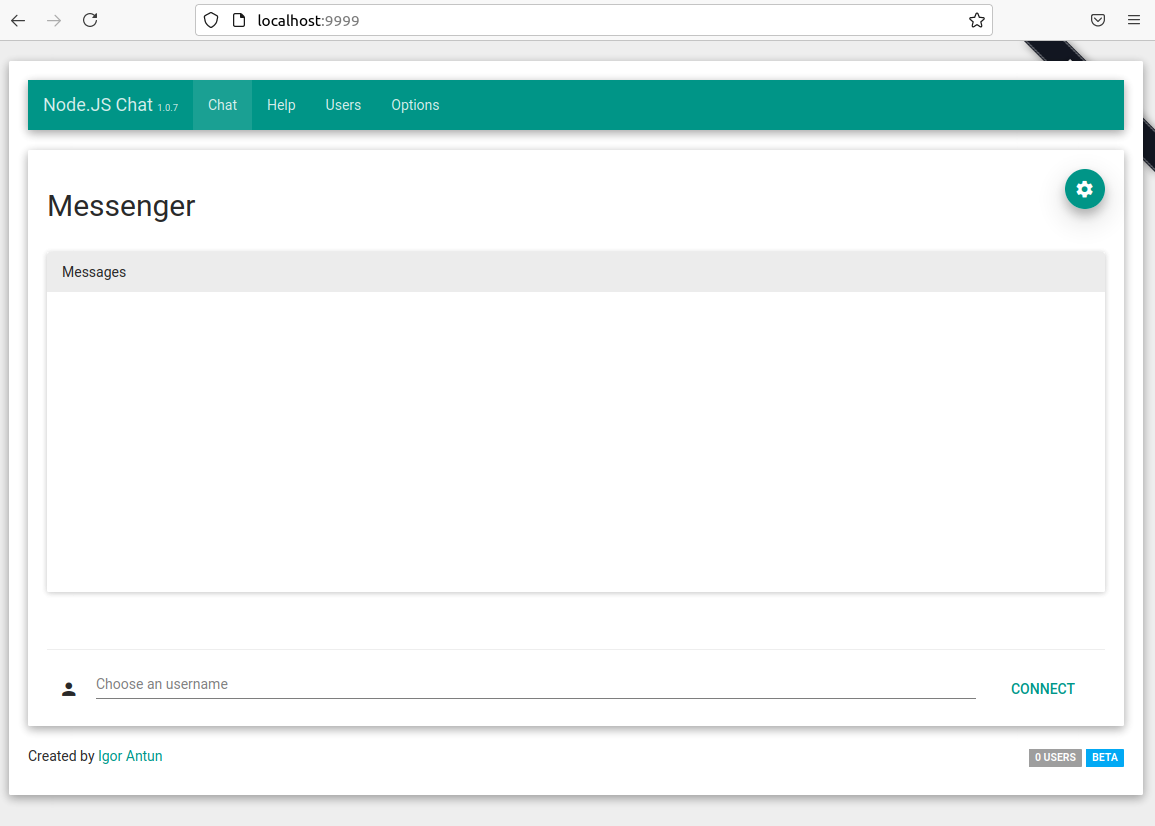 localhost:9999
Node.JS Chat 1.0.7 Chat Help Users Options
Messenger
Messages
Choose an username CONNECT
Created by Igor Antun 0 USERS BETA